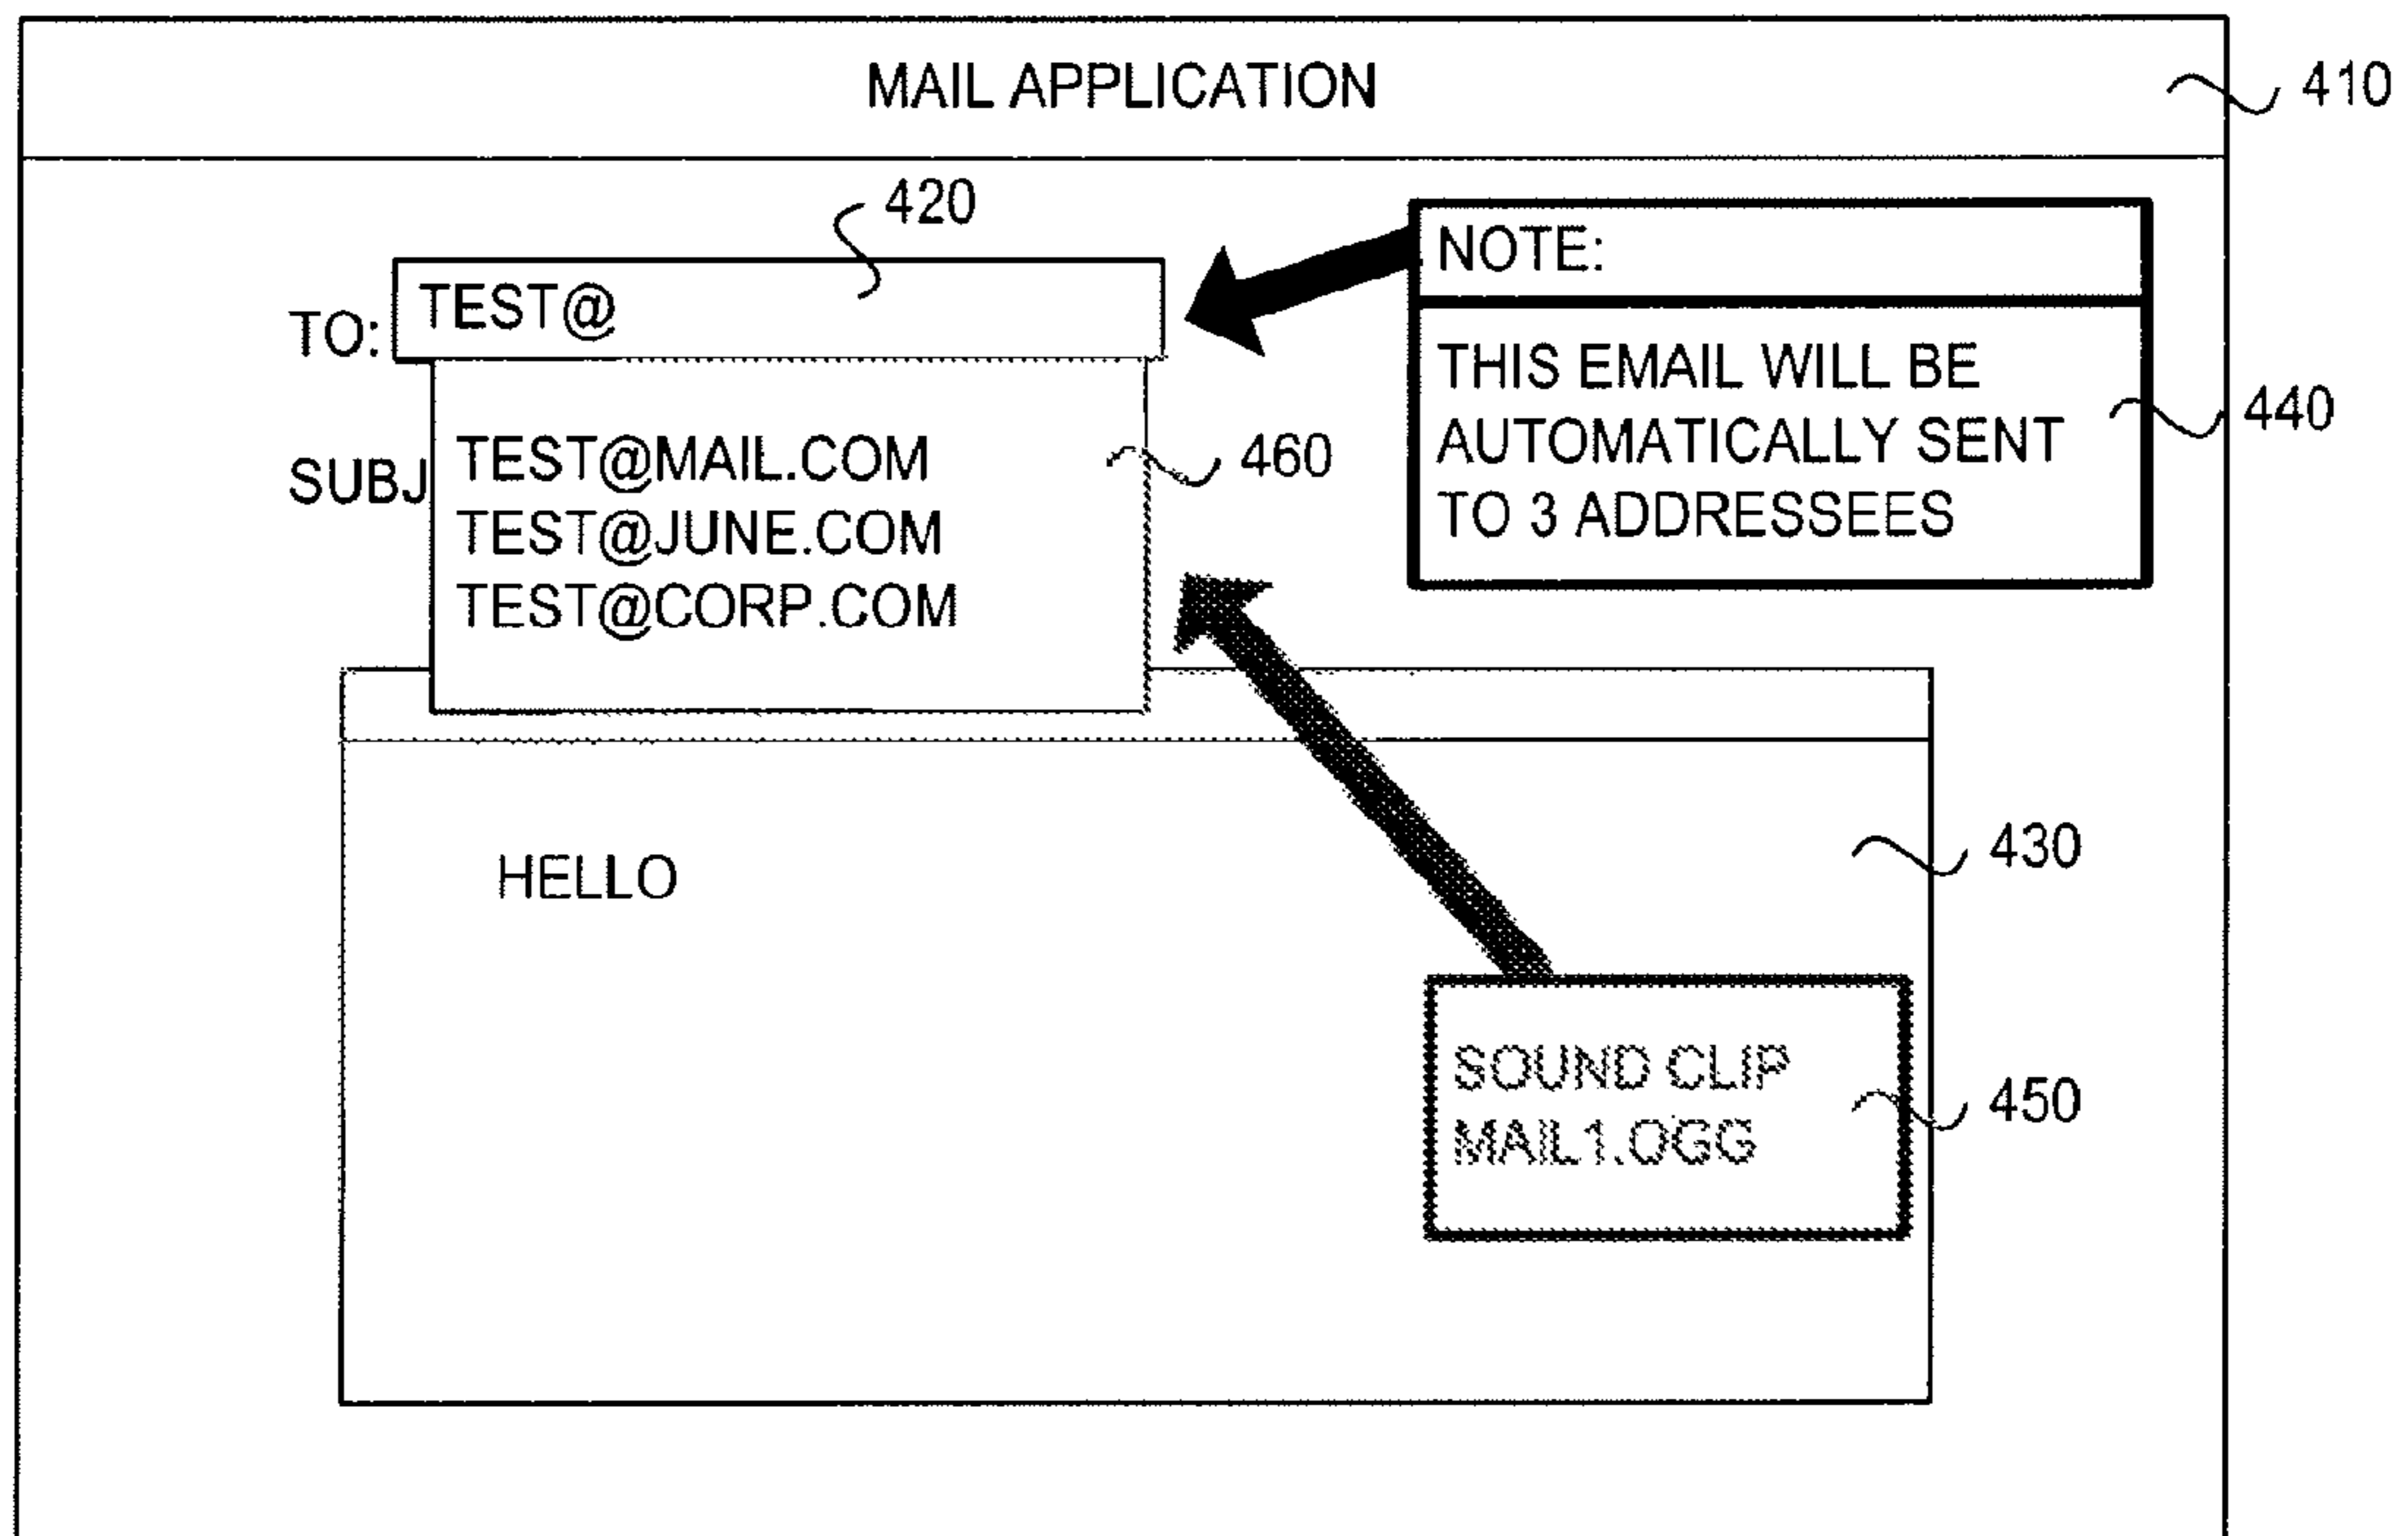 MAIL APPLICATION
410
420
TO: TEST@
NOTE:
THIS EMAIL WILL BE
AUTOMATICALLY SENT
TO 3 ADDRESSEES
440
SUBJ
TEST@MAIL.COM
TEST@JUNE.COM
TEST@CORP.COM
460
HELLO
430
SOUND CLIP
MAIL1.OGG
450